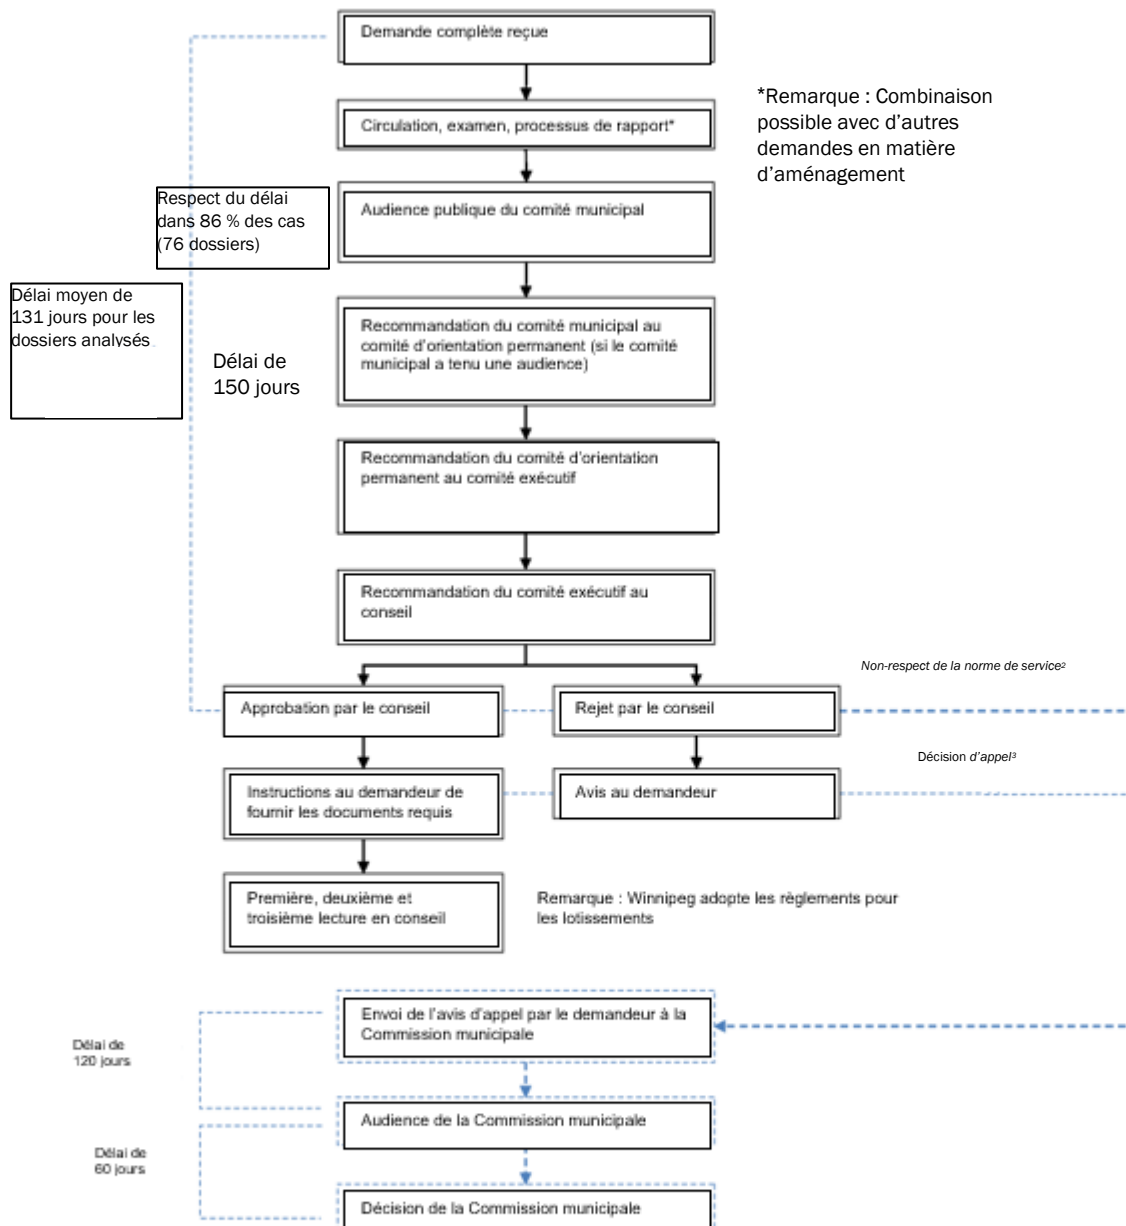 Demande complète reçue
*Remarque : Combinaison
possible avec d'autres
demandes en matière
d'aménagement
Circulation, examen, processus de rapport*
Respect du délai
dans 86 % des cas
(76 dossiers)
Audience publique du comité municipal
Délai moyen de
131 jours pour les
dossiers analysés
Délai de
150 jours
Recommandation du comité municipal au
comité d'orientation permanent (si le comité
municipal a tenu une audience)
Recommandation du comité d'orientation
permanent au comité exécutif
Recommandation du comité exécutif au
conseil
Non-respect de la norme de service²
Approbation par le conseil
Rejet par le conseil
Décision d'appel³
Instructions au demandeur de
fournir les documents requis
Avis au demandeur
Première, deuxième et
troisième lecture en conseil
Remarque : Winnipeg adopte les règlements pour
les lotissements
Envoi de l'avis d'appel par le demandeur à la
Commission municipale
Délai de
120 jours
Audience de la Commission municipale
Délai de
60 jours
Décision de la Commission municipale